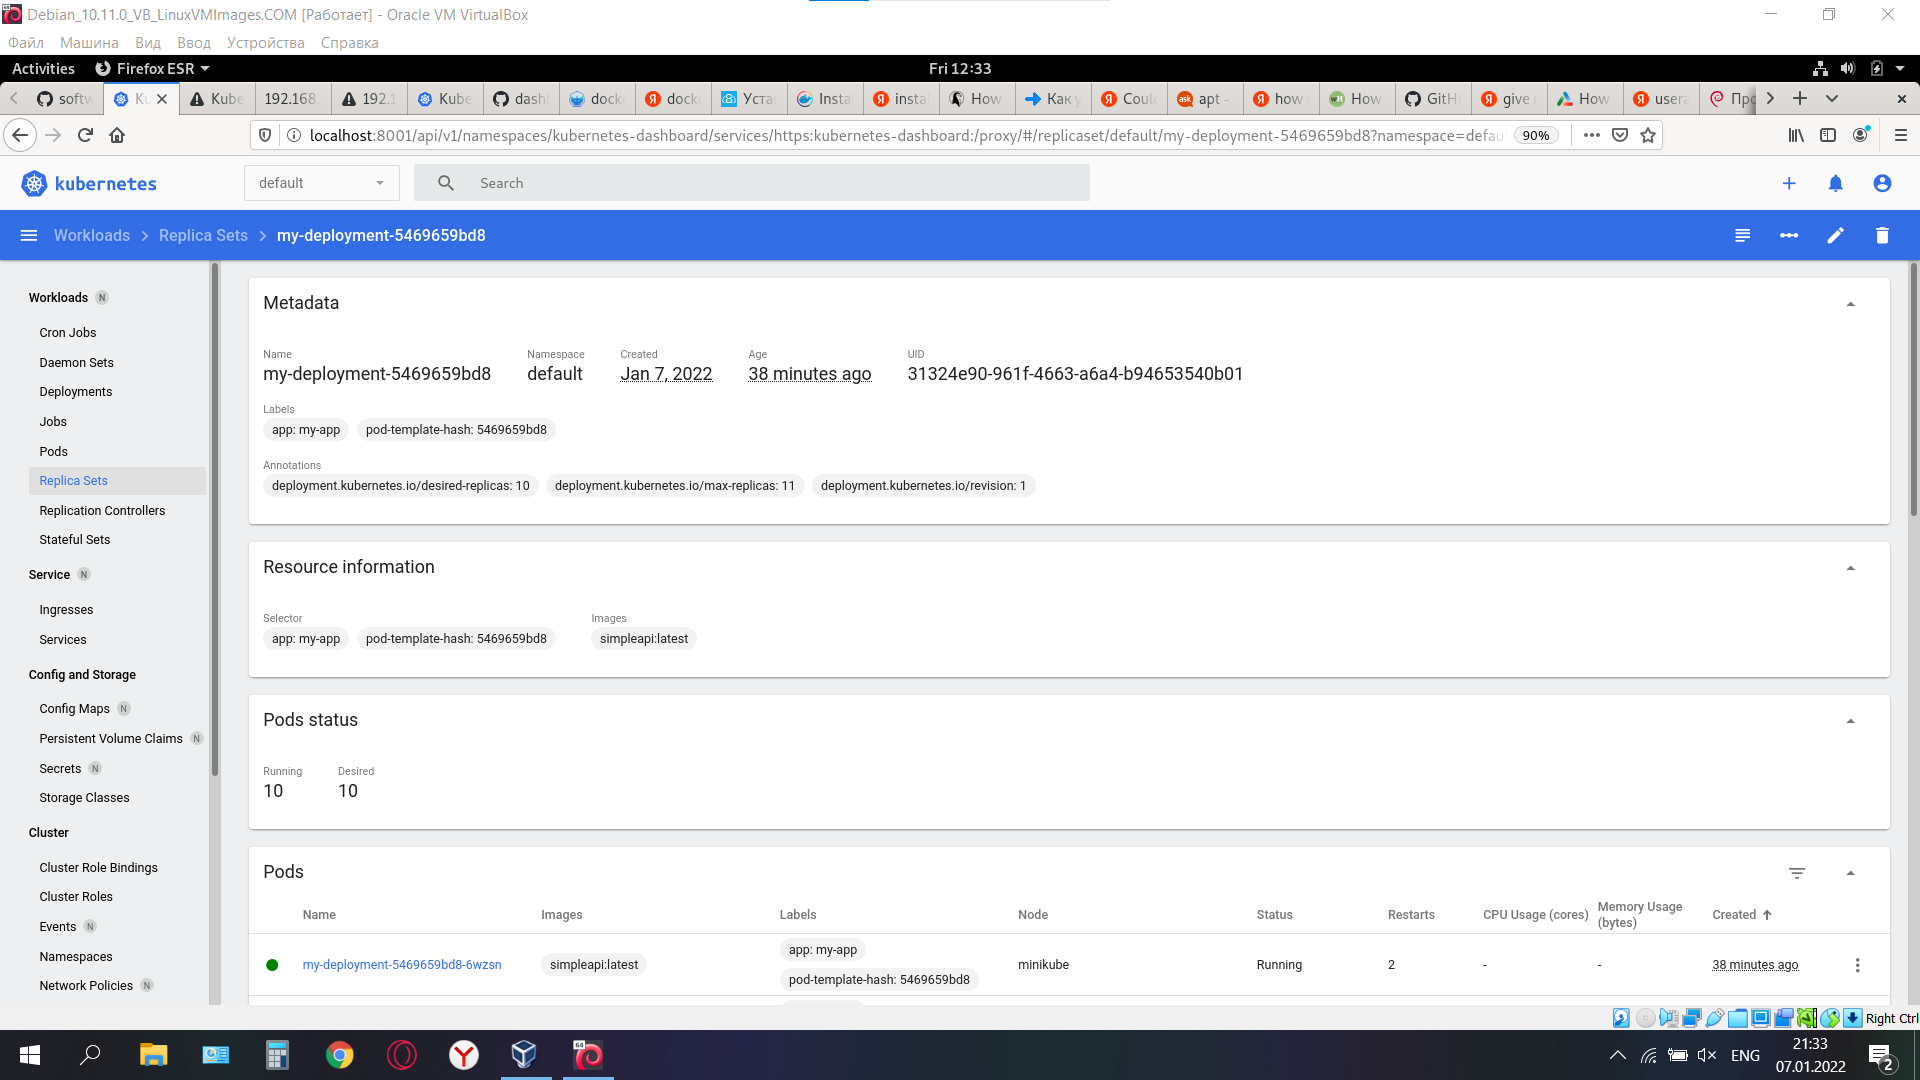 Debian_10.11.0_VB_LinuxVMImages.COM [Работает] - Oracle VM VirtualBox
Файл Машина Вид Ввод Устройства Справка
Activities Firefox ESR Fri 12:33
softw Ku Kube 192.168. 192.1 Kube dash docke docke Уста Insta instal How Как у Coul apt - how How GitH give How usera Про
localhost:8001/api/v1/namespaces/kubernetes-dashboard/services/https:kubernetes-dashboard:/proxy/#/replicaset/default/my-deployment-5469659bd8?namespace=defau 90%
kubernetes default Search
Workloads Replica Sets my-deployment-5469659bd8
Workloads N
Cron Jobs
Daemon Sets
Deployments
Jobs
Pods
Replica Sets
Replication Controllers
Stateful Sets
Service N
Ingresses
Services
Config and Storage
Config Maps N
Persistent Volume Claims N
Secrets N
Storage Classes
Cluster
Cluster Role Bindings
Cluster Roles
Events N
Namespaces
Network Policies N
Metadata
Name Namespace Created Age UID
my-deployment-5469659bd8 default Jan 7, 2022 38 minutes ago 31324e90-961f-4663-a6a4-b94653540b01
Labels
app: my-app pod-template-hash: 5469659bd8
Annotations
deployment.kubernetes.io/desired-replicas: 10 deployment.kubernetes.io/max-replicas: 11 deployment.kubernetes.io/revision: 1
Resource information
Selector Images
app: my-app pod-template-hash: 5469659bd8 simpleapi:latest
Pods status
Running Desired
10 10
Pods
Name Images Labels Node Status Restarts CPU Usage (cores) Memory Usage (bytes) Created
my-deployment-5469659bd8-6wzsn simpleapi:latest app: my-app pod-template-hash: 5469659bd8 minikube Running 2 - - 38 minutes ago
Right Ctrl
ENG 21:33
07.01.2022 2